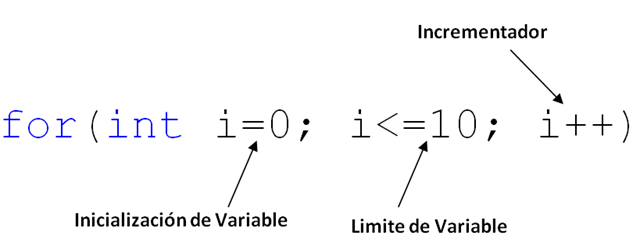 Incrementador
for(int i=0; i<=10; i++)
Inicialización de Variable
Limite de Variable